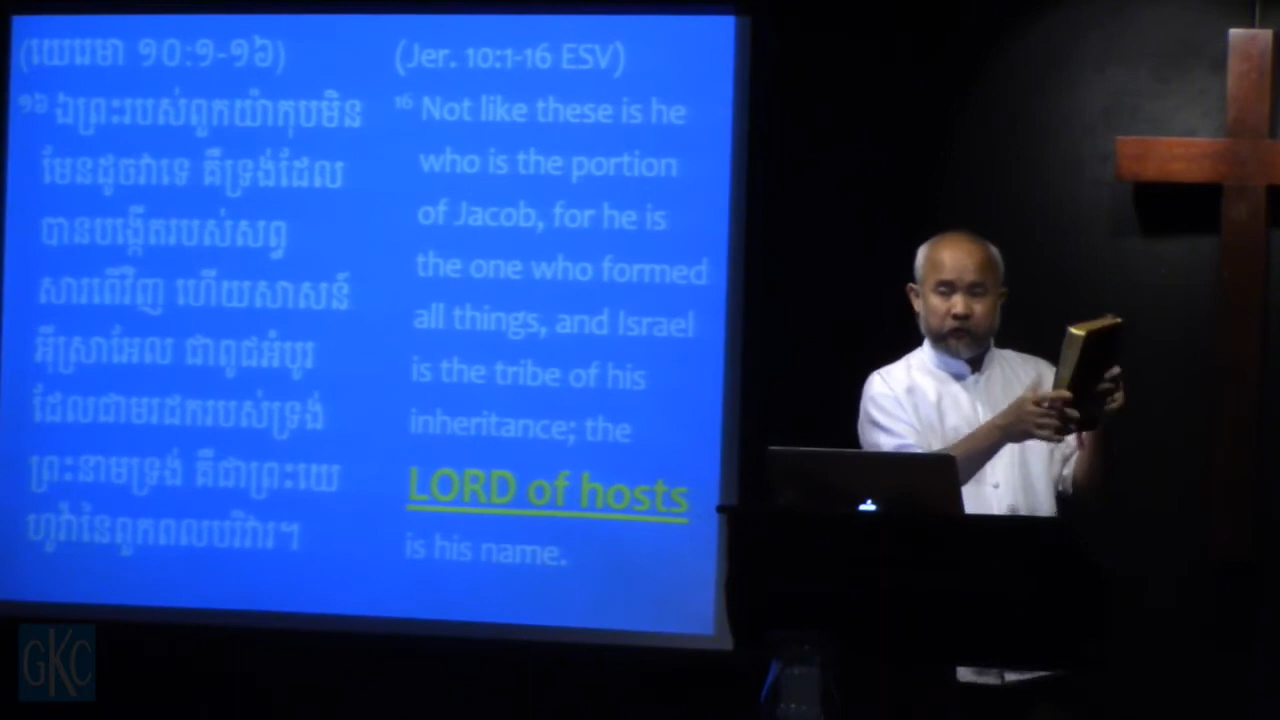 (យេរេមា ១០:១-១៦)
១៦ ឯព្រះរបស់ពួកយ៉ាកុបមិន
មែនដូចវាទេ គឺទ្រង់ដែល
បានបង្កើតរបស់សព្វ
សារពើវិញ ហើយសាសន៍
អ៊ីស្រាអែល ជាពូជអំបូរ
ដែលជាមរដករបស់ទ្រង់
ព្រះនាមទ្រង់ គឺជាព្រះយេ
ហូវ៉ានៃពួកពលបរិវារ។
(Jer. 10:1-16 ESV)
16 Not like these is he
who is the portion
of Jacob, for he is
the one who formed
all things, and Israel
is the tribe of his
inheritance; the
LORD of hosts
is his name.
GKC